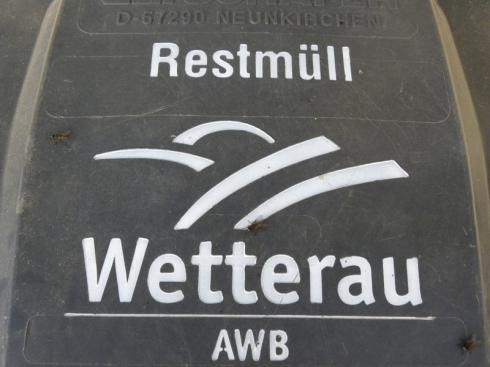 D-57290 NEUNKIRCHEN
Restmüll
Wetterau
AWB